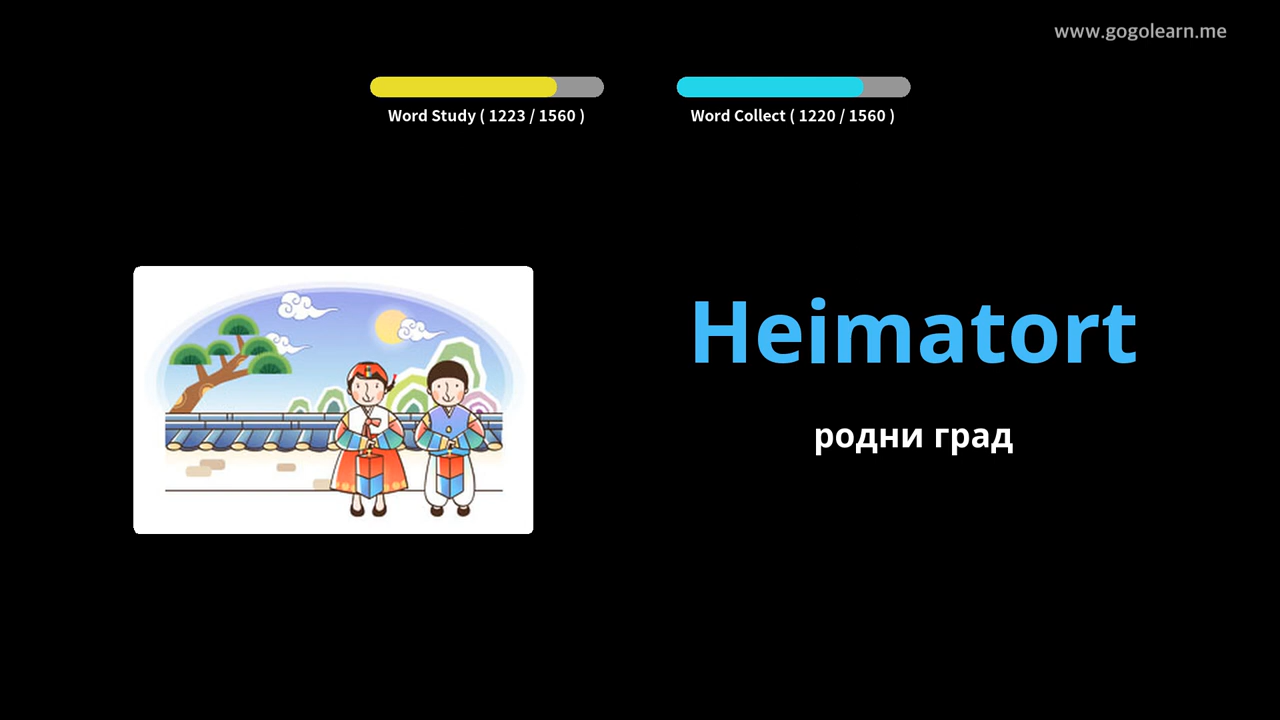 www.gogolearn.me
Word Study ( 1223 / 1560 )
Word Collect ( 1220 / 1560 )
Heimatort
родни град